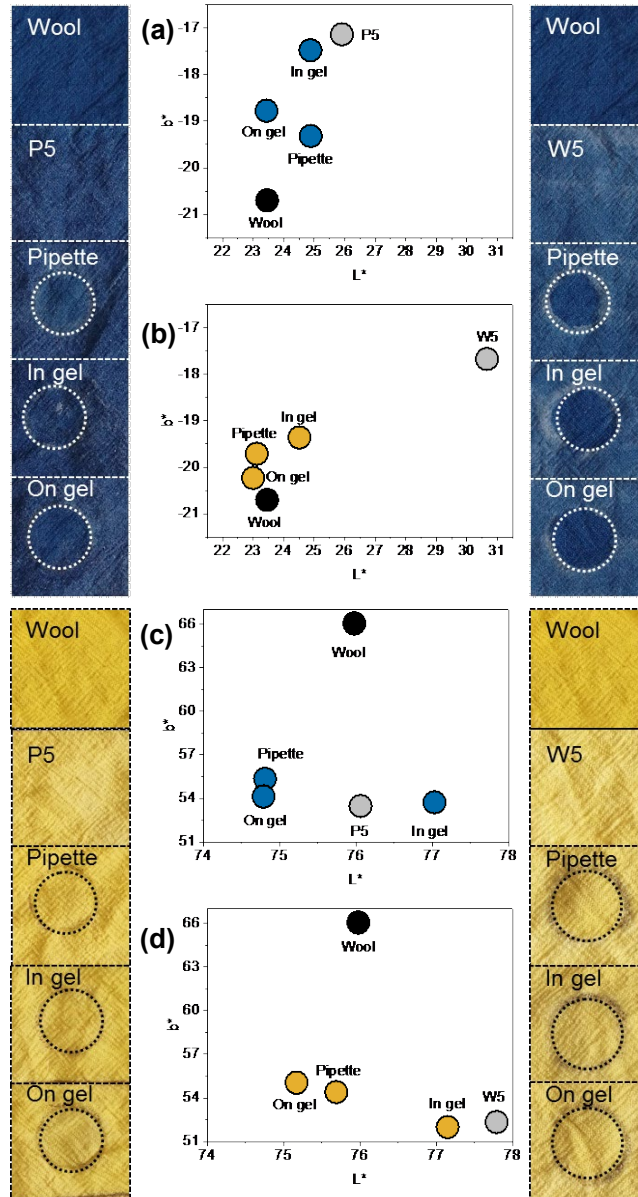 Wool
P5
Pipette
In gel
On gel
(a)
-17
-18
-19
-20
-21
b*
P5
In gel
On gel
Pipette
Wool
22 23 24 25 26 27 28 29 30 31
L*
Wool
W5
Pipette
In gel
On gel
(b)
-17
-18
-19
-20
-21
b*
W5
In gel
Pipette
On gel
Wool
22 23 24 25 26 27 28 29 30 31
L*
Wool
P5
Pipette
In gel
On gel
(c)
66
63
60
57
54
51
b*
Wool
Pipette
On gel
P5
In gel
74 75 76 77 78
L*
Wool
W5
Pipette
In gel
On gel
(d)
66
63
60
57
54
51
b*
Wool
Pipette
On gel
In gel
W5
74 75 76 77 78
L*